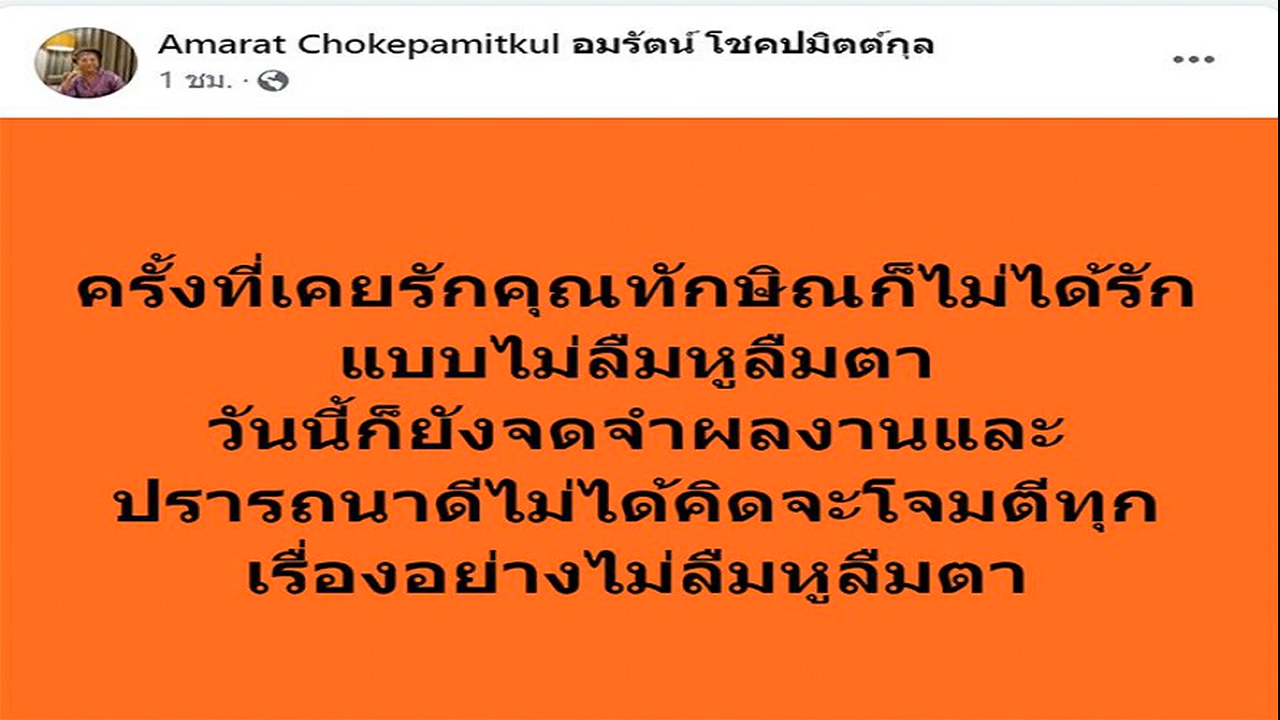 Amarat Chokepamitkul อมรัตน์ โชคปมิตต์กุล
1 ชม. ·
ครั้งที่เคยรักคุณทักษิณก็ไม่ได้รัก
แบบไม่ลืมหูลืมตา
วันนี้ก็ยังจดจำผลงานและ
ปรารถนาดีไม่ได้คิดจะโจมตีทุก
เรื่องอย่างไม่ลืมหูลืมตา